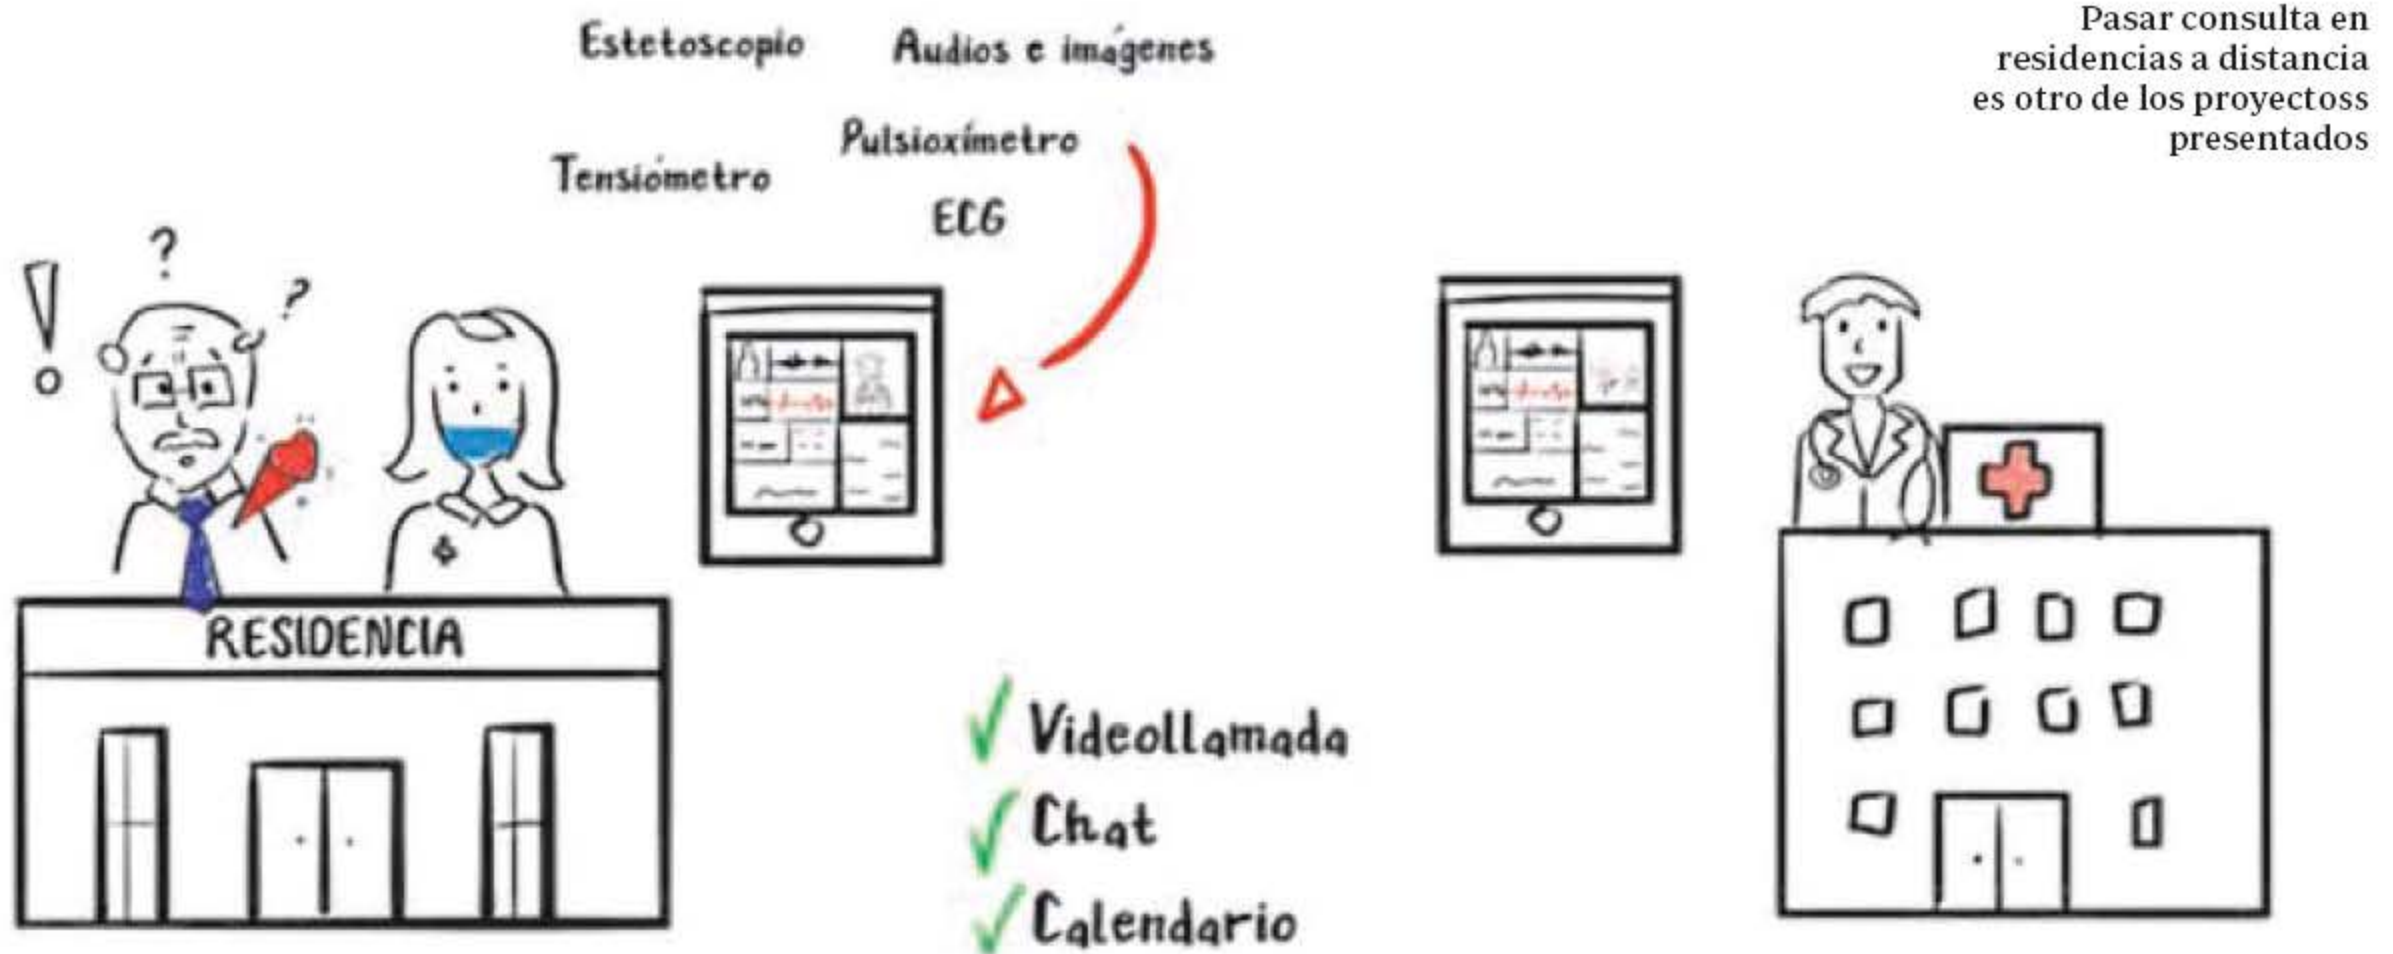 Estetoscopio
Audios e imágenes
Pulsioxímetro
Tensiómetro
ECG
Pasar consulta en
residencias a distancia
es otro de los proyectoss
presentados
!
?
?
RESIDENCIA
Videollamada
Chat
Calendario